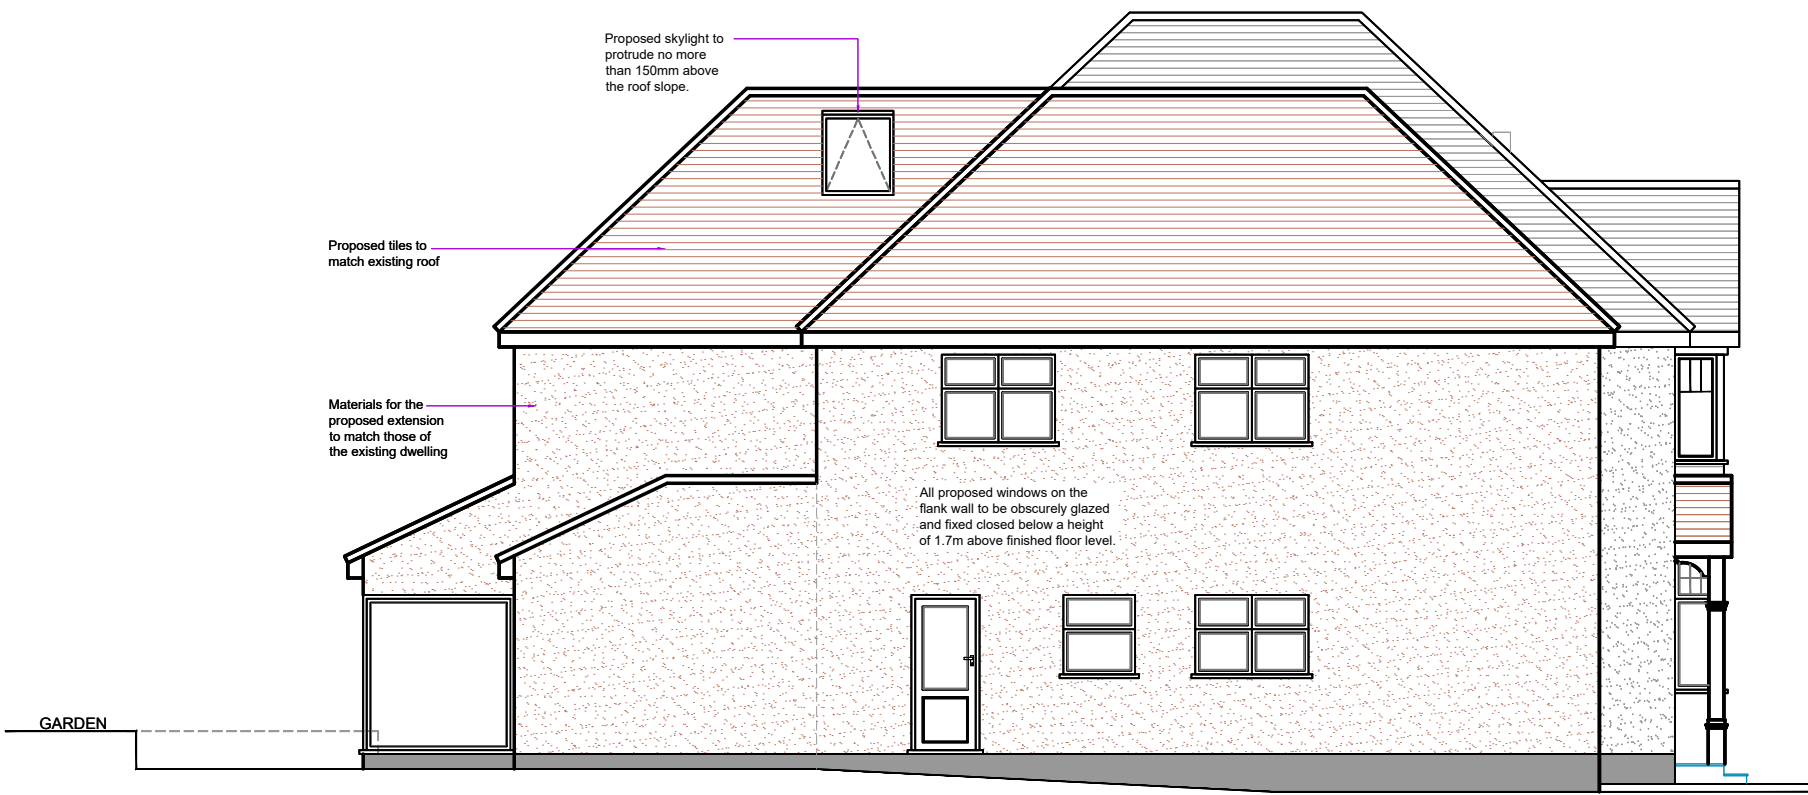 Proposed skylight to
protrude no more
than 150mm above
the roof slope.
Proposed tiles to
match existing roof
Materials for the
proposed extension
to match those of
the existing dwelling
All proposed windows on the
flank wall to be obscurely glazed
and fixed closed below a height
of 1.7m above finished floor level.
GARDEN